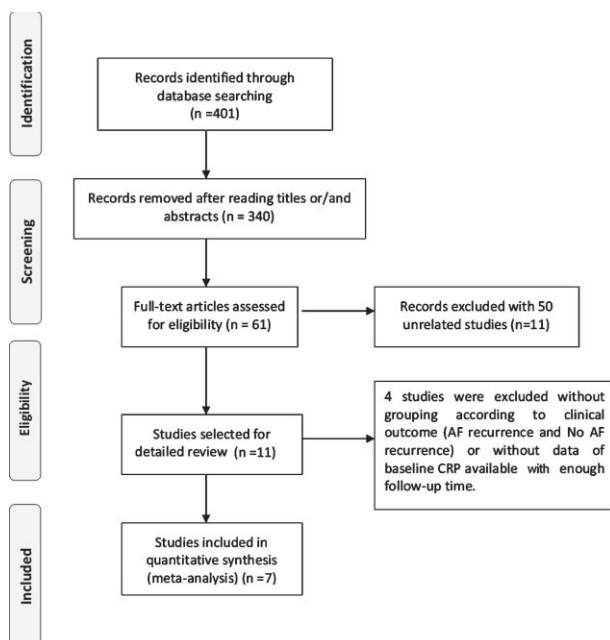 Identification
Records identified through
database searching
(n =401)
Screening
Records removed after reading titles or/and
abstracts (n = 340)
Full-text articles assessed
for eligibility (n = 61)
Records excluded with 50
unrelated studies (n=11)
Eligibility
Studies selected for
detailed review (n =11)
4 studies were excluded without
grouping according to clinical
outcome (AF recurrence and No AF
recurrence) or without data of
baseline CRP available with enough
follow-up time.
Included
Studies included in
quantitative synthesis
(meta-analysis) (n =7)